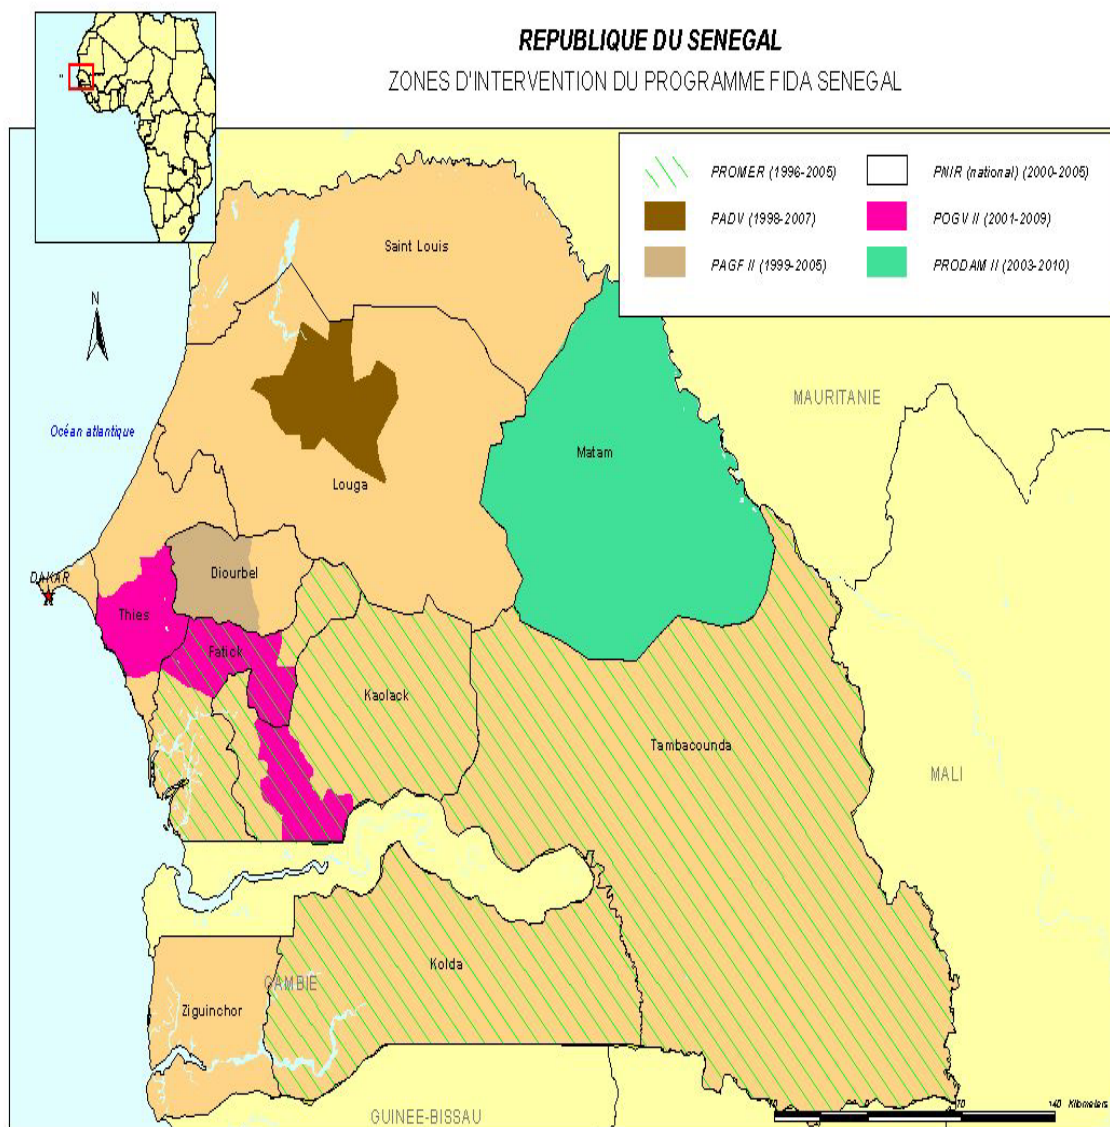 REPUBLIQUE DU SENEGAL
ZONES D'INTERVENTION DU PROGRAMME FIDA SENEGAL
PROMER (1996-2005)
PNIR (national) (2000-2005)
PADV (1998-2007)
POGV II (2001-2009)
PAGF II (1999-2005)
PRODAM II (2003-2010)
Saint Louis
N
MAURITANIE
Océan atlantique
Matam
Louga
DAKAR
Diourbel
Thies
Fatick
Kaolack
Tambacounda
MALI
Kolda
GAMBIE
Ziguinchor
GUINEE-BISSAU
0
70
140 Kilometers